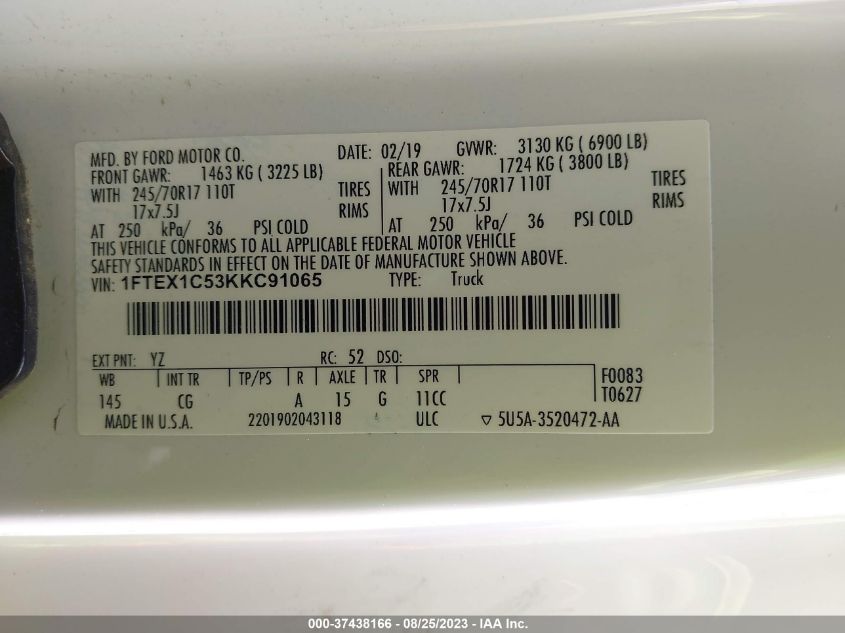 MFD. BY FORD MOTOR CO. DATE: 02/19 GVWR: 3130 KG ( 6900 LB)
FRONT GAWR: 1463 KG ( 3225 LB) REAR GAWR: 1724 KG ( 3800 LB)
WITH 245/70R17 110T TIRES WITH 245/70R17 110T TIRES
17x7.5J RIMS 17x7.5J RIMS
AT 250 kPa/ 36 PSI COLD AT 250 kPa/ 36 PSI COLD
THIS VEHICLE CONFORMS TO ALL APPLICABLE FEDERAL MOTOR VEHICLE
SAFETY STANDARDS IN EFFECT ON THE DATE OF MANUFACTURE SHOWN ABOVE.
VIN: 1FTEX1C53KKC91065 TYPE: Truck
EXT PNT: YZ RC: 52 DSO:
WB INT TR TP/PS R AXLE TR SPR F0083
145 CG A 15 G 11CC T0627
MADE IN U.S.A. 2201902043118 ULC ▽ 5U5A-3520472-AA
000-37438166 - 08/25/2023 - IAA Inc.